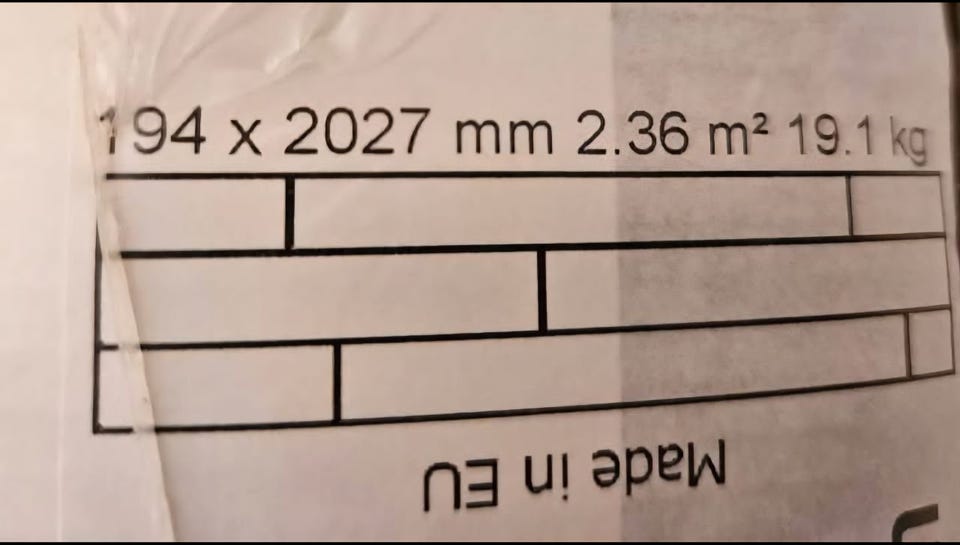 194 x 2027 mm 2.36 m² 19.1 kg
Made in EU